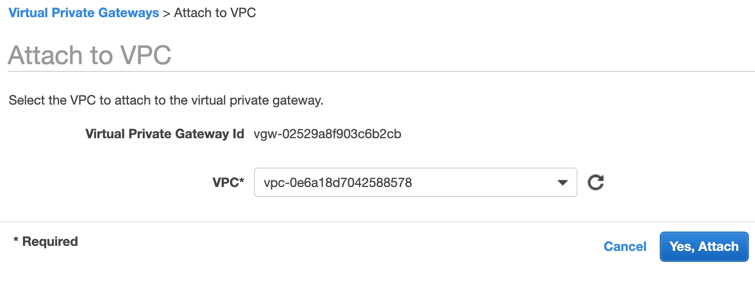 Virtual Private Gateways > Attach to VPC
Attach to VPC
Select the VPC to attach to the virtual private gateway.
Virtual Private Gateway Id vgw-02529a8f903c6b2cb
VPC* vpc-0e6a18d7042588578
* Required
Cancel Yes, Attach